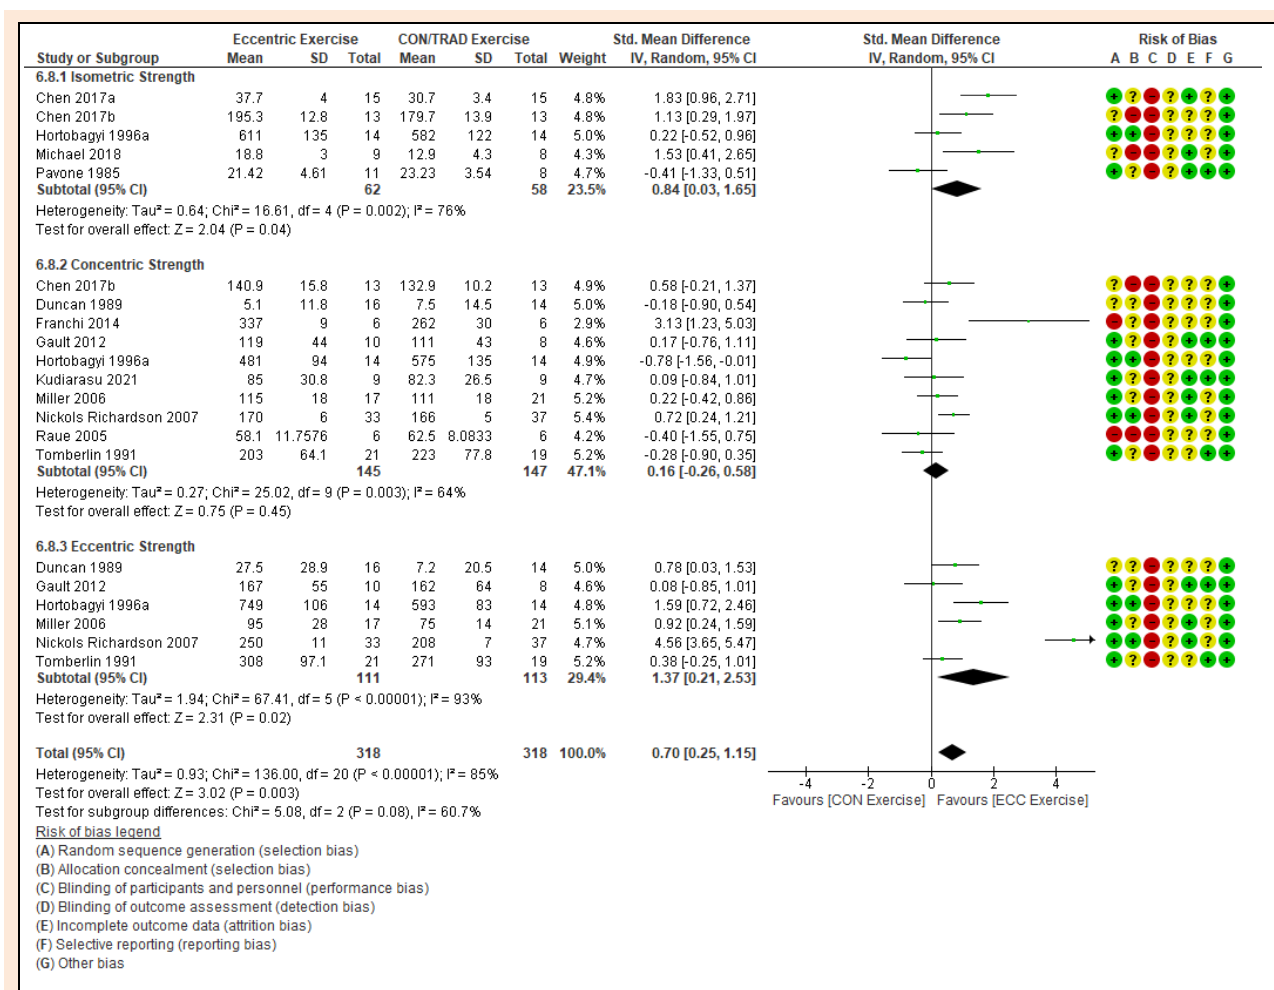 Eccentric Exercise CON/TRAD Exercise Std. Mean Difference Std. Mean Difference Risk of Bias
Study or Subgroup Mean SD Total Mean SD Total Weight IV, Random, 95% CI IV, Random, 95% CI A B C D E F G
6.8.1 Isometric Strength
Chen 2017a 37.7 4 15 30.7 3.4 15 4.8% 1.83 [0.96, 2.71] + ? - ? + ? +
Chen 2017b 195.3 12.8 13 179.7 13.9 13 4.8% 1.13 [0.29, 1.97] ? - - ? ? ? +
Hortobagyi 1996a 611 135 14 582 122 14 5.0% 0.22 [-0.52, 0.96] + + - ? + ? +
Michael 2018 18.8 3 9 12.9 4.3 8 4.3% 1.53 [0.41, 2.65] ? - - ? + ? +
Pavone 1985 21.42 4.61 11 23.23 3.54 8 4.7% -0.41 [-1.33, 0.51] + ? - ? ? ? +
Subtotal (95% CI) 62 58 23.5% 0.84 [0.03, 1.65]
Heterogeneity: Tau² = 0.64; Chi² = 16.61, df = 4 (P = 0.002); I² = 76%
Test for overall effect: Z = 2.04 (P = 0.04)
6.8.2 Concentric Strength
Chen 2017b 140.9 15.8 13 132.9 10.2 13 4.9% 0.58 [-0.21, 1.37] ? - - ? ? ? +
Duncan 1989 5.1 11.8 16 7.5 14.5 14 5.0% -0.18 [-0.90, 0.54] ? ? - ? ? ? +
Franchi 2014 337 9 6 262 30 6 2.9% 3.13 [1.23, 5.03] - ? - ? ? ? +
Gault 2012 119 44 10 111 43 8 4.6% 0.17 [-0.76, 1.11] + ? - ? + + +
Hortobagyi 1996a 481 94 14 575 135 14 4.9% -0.78 [-1.56, -0.01] + + - ? + ? +
Kudiarasu 2021 85 30.8 9 82.3 26.5 9 4.7% 0.09 [-0.84, 1.01] + ? - + ? + +
Miller 2006 115 18 17 111 18 21 5.2% 0.22 [-0.42, 0.86] + ? - ? + ? +
Nickols Richardson 2007 170 6 33 166 5 37 5.4% 0.72 [0.24, 1.21] + + - ? + ? +
Raue 2005 58.1 11.7576 6 62.5 8.0833 6 4.2% -0.40 [-1.55, 0.75] - - - ? ? ? +
Tomberlin 1991 203 64.1 21 223 77.8 19 5.2% -0.28 [-0.90, 0.35] + ? - ? ? + +
Subtotal (95% CI) 145 147 47.1% 0.16 [-0.26, 0.58]
Heterogeneity: Tau² = 0.27; Chi² = 25.02, df = 9 (P = 0.003); I² = 64%
Test for overall effect: Z = 0.75 (P = 0.45)
6.8.3 Eccentric Strength
Duncan 1989 27.5 28.9 16 7.2 20.5 14 5.0% 0.78 [0.03, 1.53] ? ? - ? ? ? +
Gault 2012 167 55 10 162 64 8 4.6% 0.08 [-0.85, 1.01] + ? - ? + + +
Hortobagyi 1996a 749 106 14 593 83 14 4.8% 1.59 [0.72, 2.46] + + - ? + ? +
Miller 2006 95 28 17 75 14 21 5.1% 0.92 [0.24, 1.59] + ? - ? + ? +
Nickols Richardson 2007 250 11 33 208 7 37 4.7% 4.56 [3.65, 5.47] + + - ? + ? +
Tomberlin 1991 308 97.1 21 271 93 19 5.2% 0.38 [-0.25, 1.01] + ? - ? ? + +
Subtotal (95% CI) 111 113 29.4% 1.37 [0.21, 2.53]
Heterogeneity: Tau² = 1.94; Chi² = 67.41, df = 5 (P < 0.00001); I² = 93%
Test for overall effect: Z = 2.31 (P = 0.02)
Total (95% CI) 318 318 100.0% 0.70 [0.25, 1.15]
Heterogeneity: Tau² = 0.93; Chi² = 136.00, df = 20 (P < 0.00001); I² = 85%
Test for overall effect: Z = 3.02 (P = 0.003)
Test for subgroup differences: Chi² = 5.08, df = 2 (P = 0.08), I² = 60.7%
-4 -2 0 2 4
Favours [CON Exercise] Favours [ECC Exercise]
Risk of bias legend
(A) Random sequence generation (selection bias)
(B) Allocation concealment (selection bias)
(C) Blinding of participants and personnel (performance bias)
(D) Blinding of outcome assessment (detection bias)
(E) Incomplete outcome data (attrition bias)
(F) Selective reporting (reporting bias)
(G) Other bias